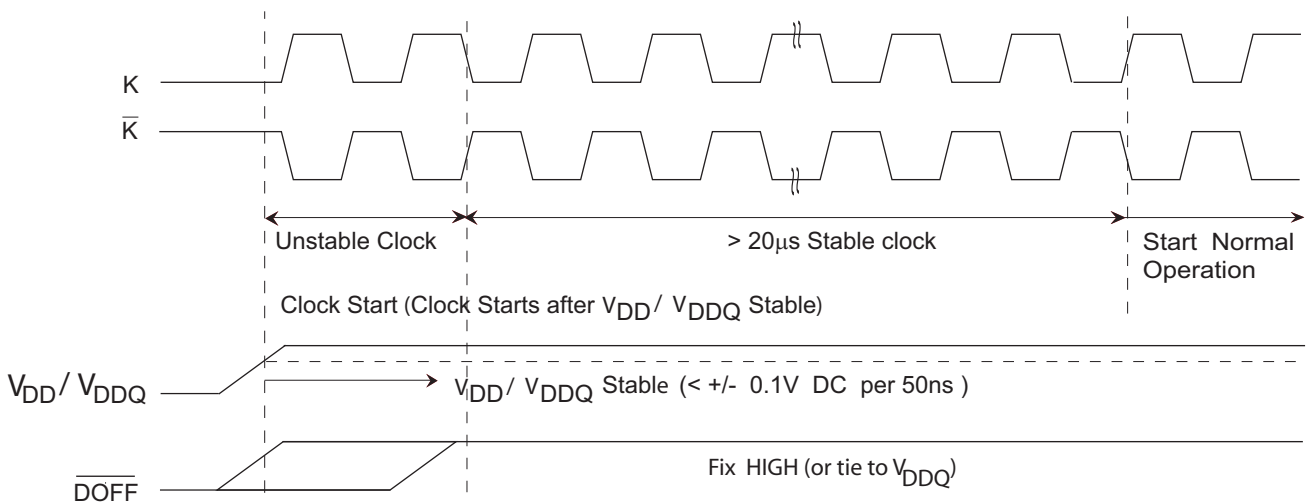 K
K̅
Unstable Clock
> 20μs Stable clock
Start Normal
Operation
Clock Start (Clock Starts after VDD / VDDQ Stable)
VDD / VDDQ
VDD / VDDQ Stable (< +/- 0.1V DC per 50ns )
D̅O̅F̅F̅
Fix HIGH (or tie to VDDQ)